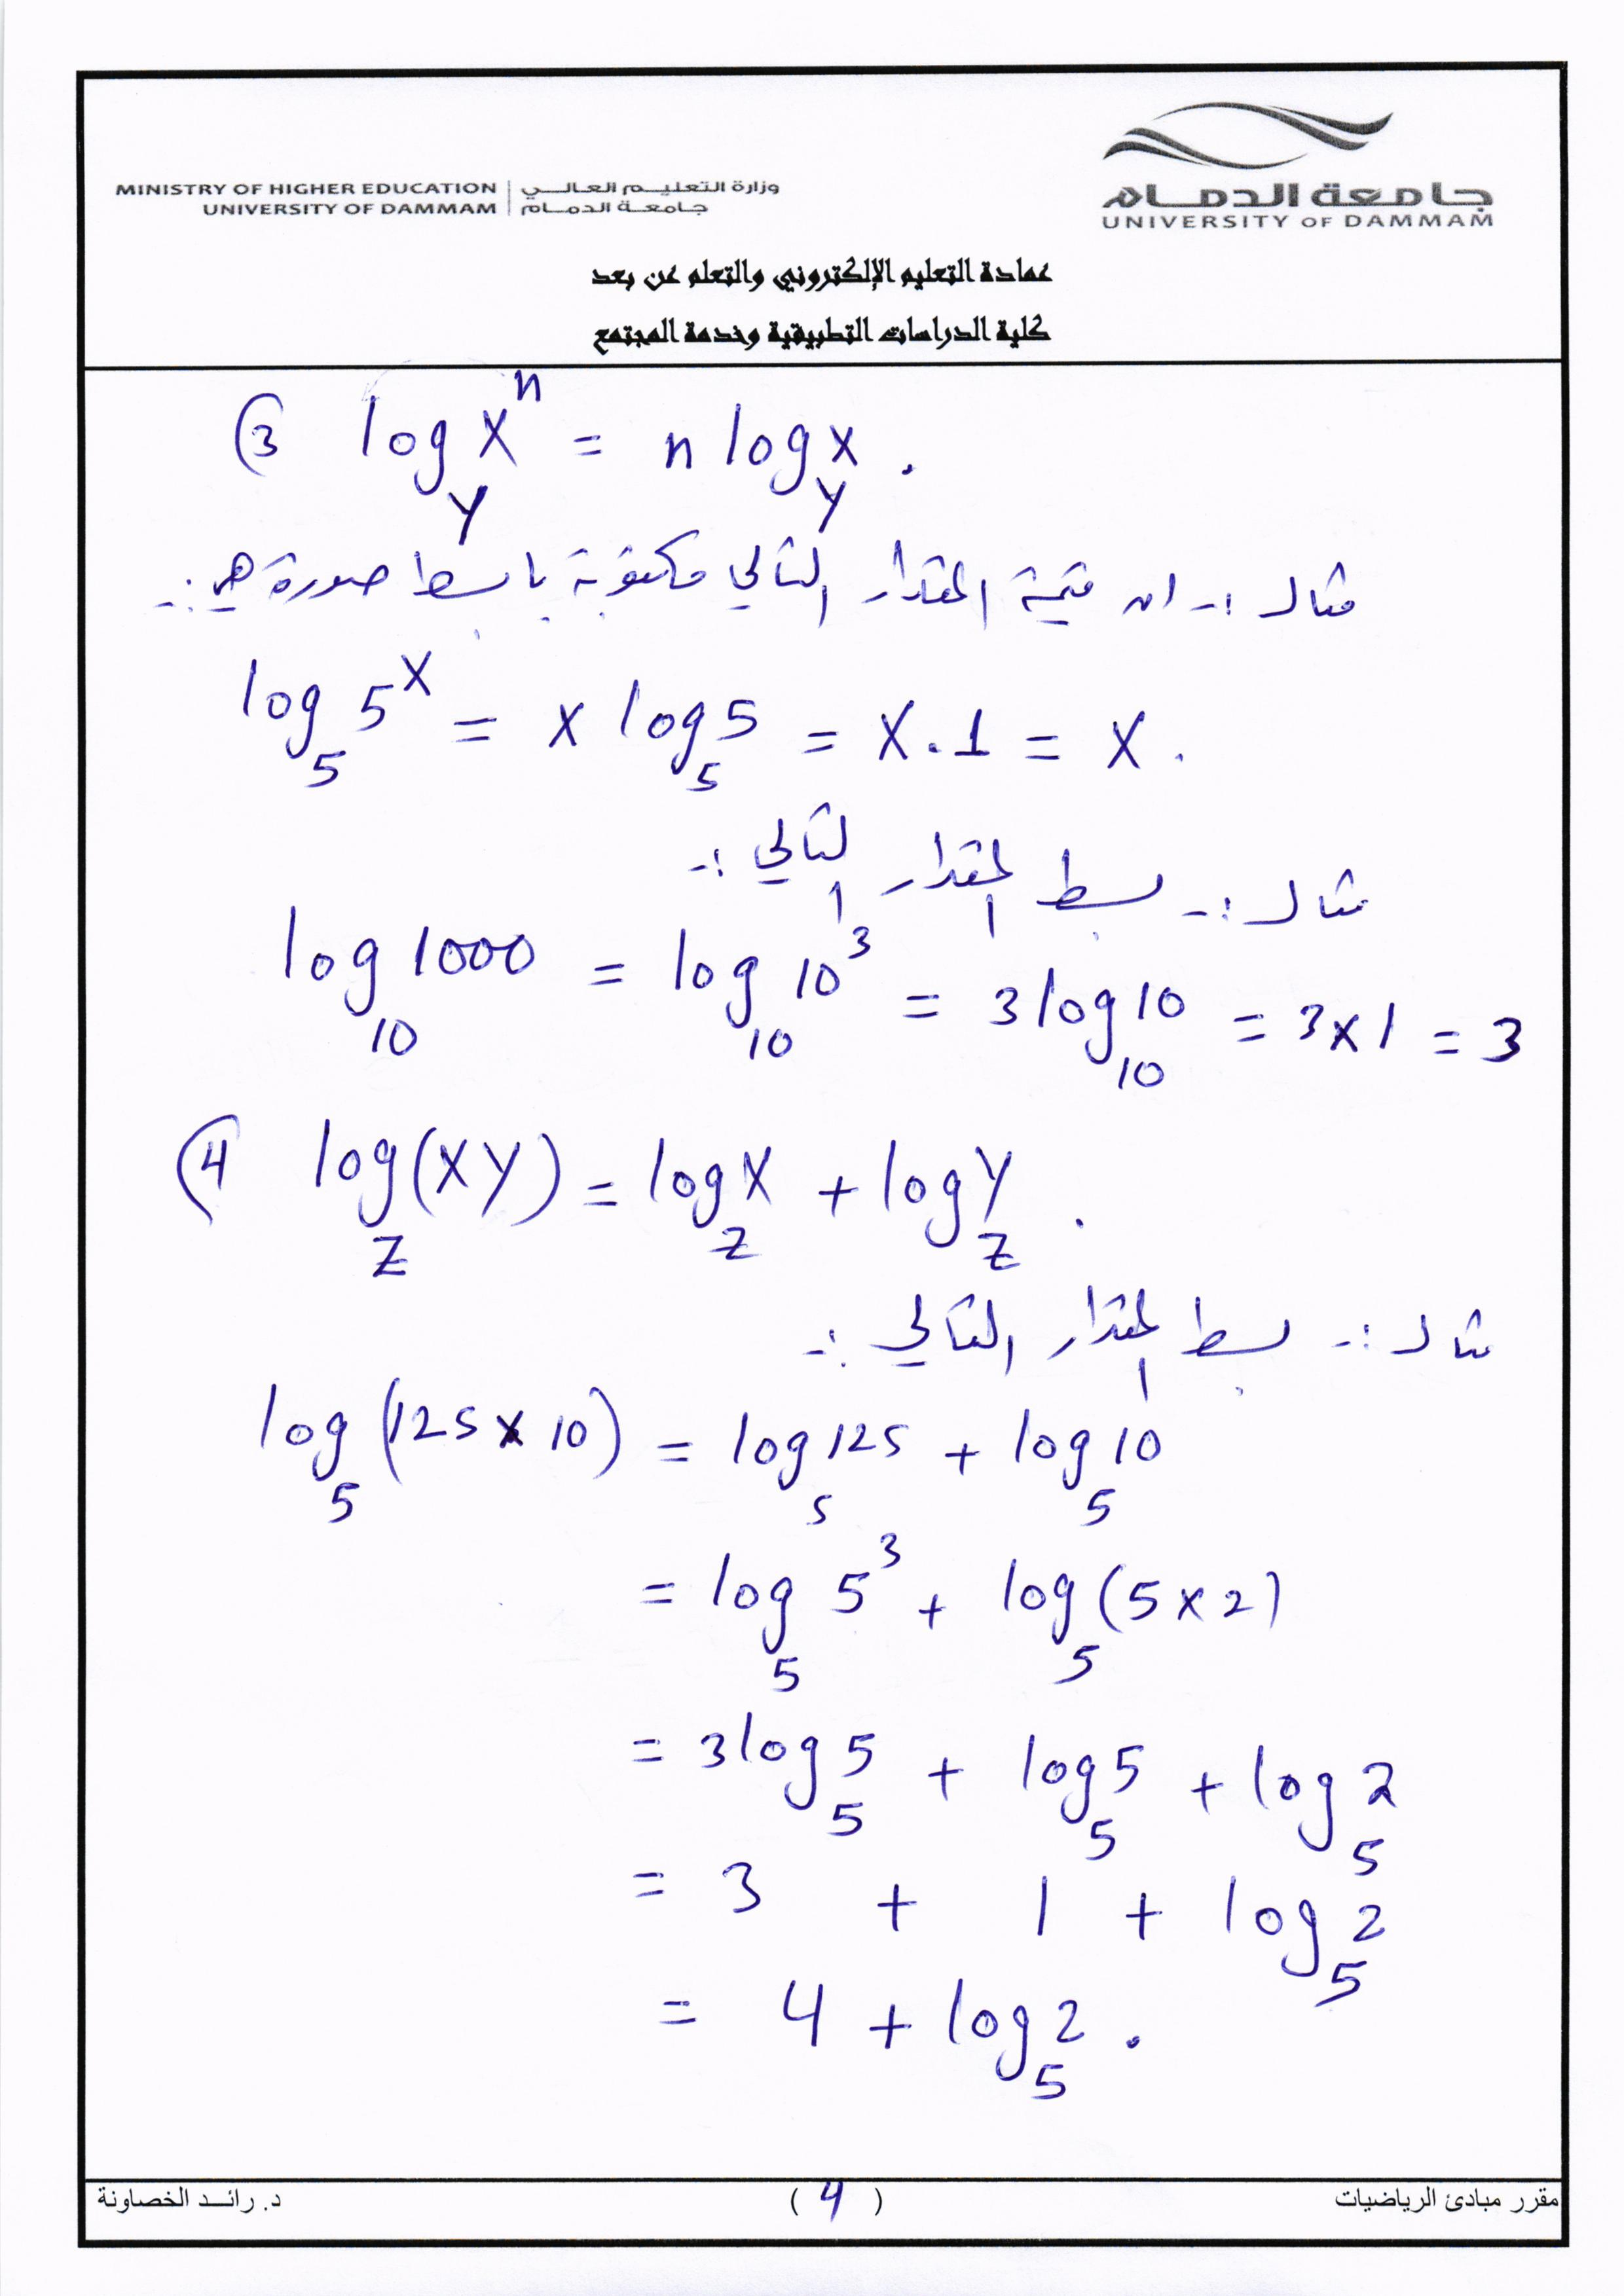 MINISTRY OF HIGHER EDUCATION | وزارة التعليم العالي
UNIVERSITY OF DAMMAM | جامعة الدمام
جامعة الدمام
UNIVERSITY OF DAMMAM
عمادة التعليم الإلكتروني والتعلم عن بعد
كلية الدراسات التطبيقية وخدمة المجتمع
(3 log_Y X^n = n log_Y X .
مثال :- ان قيمة المقدار التالي مكتوبة بابسط صورة هي :-
log_5 5^X = X log_5 5 = X . 1 = X .
مثال :- بسط المقدار التالي :-
log_10 1000 = log_10 10^3 = 3 log_10 10 = 3 x 1 = 3
(4 log_Z (XY) = log_Z X + log_Z Y .
مثال :- بسط المقدار التالي :-
log_5 (125 x 10) = log_5 125 + log_5 10
= log_5 5^3 + log_5 (5 x 2)
= 3 log_5 5 + log_5 5 + log_5 2
= 3 + 1 + log_5 2
= 4 + log_5 2 .
مقرر مبادئ الرياضيات ( 4 ) د. رائد الخصاونة